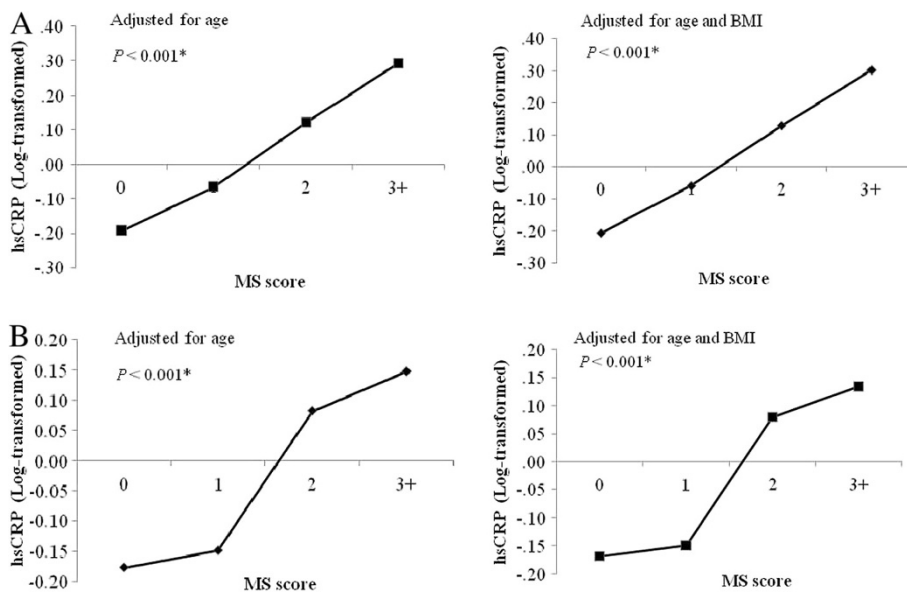 A
Adjusted for age
P < 0.001*
hsCRP (Log-transformed)
.40
.30
.20
.10
.00
-.10
-.20
-.30
0
2
3+
MS score
Adjusted for age and BMI
P < 0.001*
hsCRP (Log-transformed)
.40
.30
.20
.10
.00
-.10
-.20
-.30
0
1
2
3+
MS score
B
Adjusted for age
P < 0.001*
hsCRP (Log-transformed)
0.20
0.15
0.10
0.05
0.00
-0.05
-0.10
-0.15
-0.20
0
1
2
3+
MS score
Adjusted for age and BMI
P < 0.001*
hsCRP (Log-transformed)
.20
.15
.10
.05
.00
-.05
-.10
-.15
-.20
0
1
2
3+
MS score